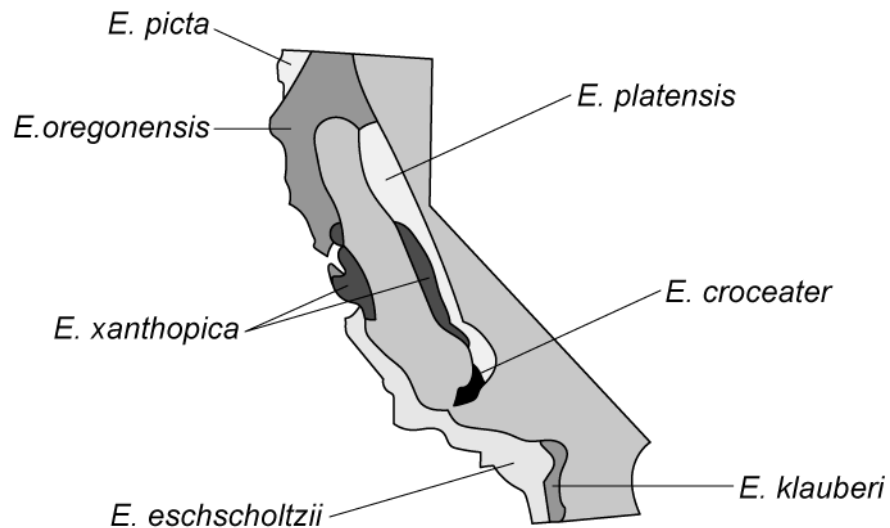 E. picta
E. platensis
E.oregonensis
E. croceater
E. xanthopica
E. klauberi
E. eschscholtzii